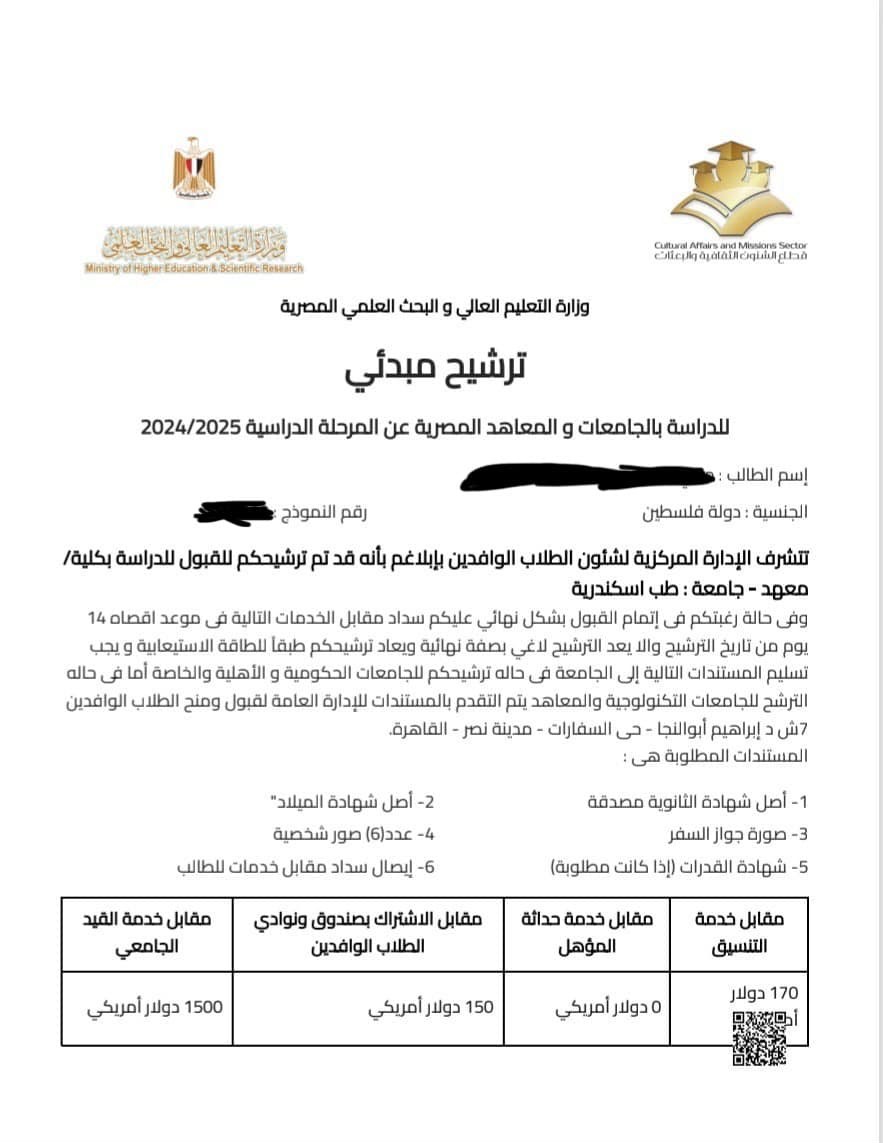 وزارة التعليم العالي والبحث العلمي
Ministry of Higher Education & Scientific Research
Cultural Affairs and Missions Sector
قطاع الشئون الثقافية والبعثات
وزارة التعليم العالي و البحث العلمي المصرية
ترشيح مبدئي
للدراسة بالجامعات و المعاهد المصرية عن المرحلة الدراسية 2024/2025
إسم الطالب :
الجنسية : دولة فلسطين
رقم النموذج :
تتشرف الإدارة المركزية لشئون الطلاب الوافدين بإبلاغم بأنه قد تم ترشيحكم للقبول للدراسة بكلية/
معهد - جامعة : طب اسكندرية
وفى حالة رغبتكم فى إتمام القبول بشكل نهائي عليكم سداد مقابل الخدمات التالية فى موعد اقصاه 14
يوم من تاريخ الترشيح والا يعد الترشيح لاغي بصفة نهائية ويعاد ترشيحكم طبقاً للطاقة الاستيعابية و يجب
تسليم المستندات التالية إلى الجامعة فى حاله ترشيحكم للجامعات الحكومية و الأهلية والخاصة أما فى حاله
الترشح للجامعات التكنولوجية والمعاهد يتم التقدم بالمستندات للإدارة العامة لقبول ومنح الطلاب الوافدين
7ش د إبراهيم أبوالنجا - حى السفارات - مدينة نصر - القاهرة.
المستندات المطلوبة هى :
1- أصل شهادة الثانوية مصدقة
2- أصل شهادة الميلاد"
3- صورة جواز السفر
4- عدد(6) صور شخصية
5- شهادة القدرات (إذا كانت مطلوبة)
6- إيصال سداد مقابل خدمات للطالب
مقابل خدمة
التنسيق
مقابل خدمة حداثة
المؤهل
مقابل الاشتراك بصندوق ونوادي
الطلاب الوافدين
مقابل خدمة القيد
الجامعي
170 دولار
0 دولار أمريكي
150 دولار أمريكي
1500 دولار أمريكي